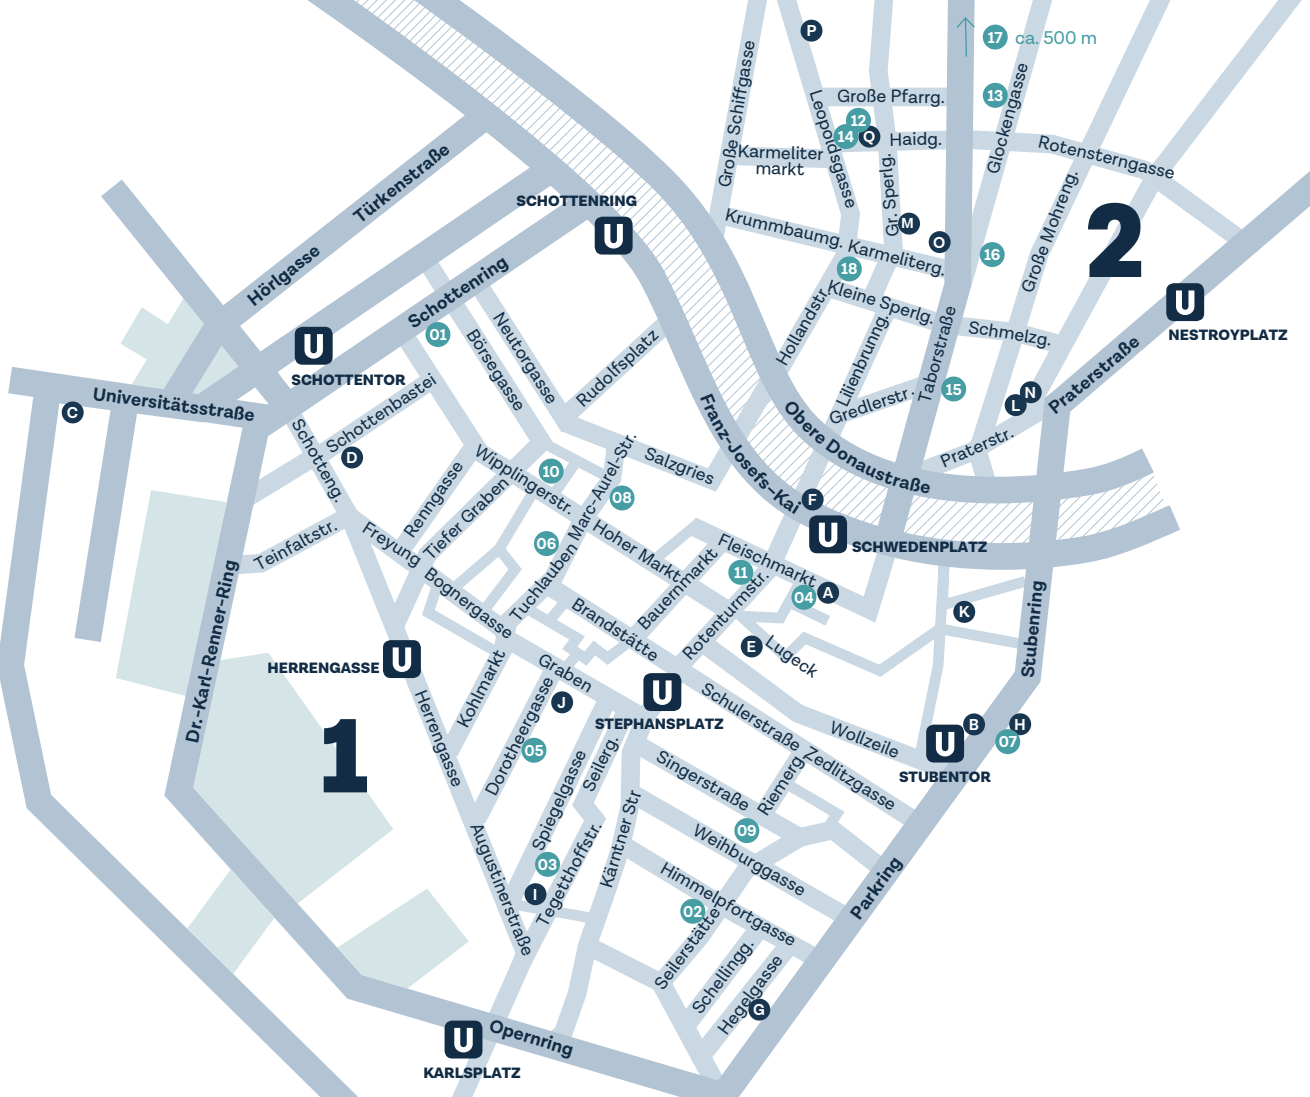 P
17 ca. 500 m
13
Große Schiffgasse
Leopoldsgasse
Große Pfarrg.
12
14
Q
Haidg.
Glockengasse
Rotensterngasse
Karmeliter
markt
Gr. Sperlg.
Große Mohreng.
2
Krummbaumg.
Karmeliterg.
M
O
16
18
Hollandstr.
Kleine Sperlg.
Schmelzg.
Lilienbrunng.
Taborstraße
Gredlerstr.
15
U
NESTROYPLATZ
Praterstraße
N
L
Praterstr.
Obere Donaustraße
Türkenstraße
Hörlgasse
SCHOTTENRING
U
Schottenring
01
U
SCHOTTENTOR
Universitätsstraße
C
Neutorgasse
Börsegasse
Rudolfsplatz
Schottenbastei
D
Schotteng.
Franz-Josefs-Kai
F
U
SCHWEDENPLATZ
Salzgries
Marc-Aurel-Str.
Wipplingerstr.
10
08
06
Renngasse
Tiefer Graben
Teinfaltstr.
Freyung
Hoher Markt
Fleischmarkt
11
04
A
Tuchlauben
Bognergasse
Brandstätte
Bauernmarkt
Rotenturmstr.
E
Lugeck
K
Stubenring
Dr.-Karl-Renner-Ring
HERRENGASSE
U
1
Herrengasse
Kohlmarkt
Graben
J
Dorotheergasse
05
U
STEPHANSPLATZ
Schulerstraße
Wollzeile
Zedlitzgasse
U
STUBENTOR
B
H
07
Spiegelgasse
Seilerg.
Singerstraße
Riemerg.
09
Kärntner Str
Weihburggasse
Parkring
Augustinerstraße
03
I
Tegetthoffstr.
Himmelpfortgasse
02
Seilerstätte
Schellingg.
Hegelgasse
G
Opernring
U
KARLSPLATZ